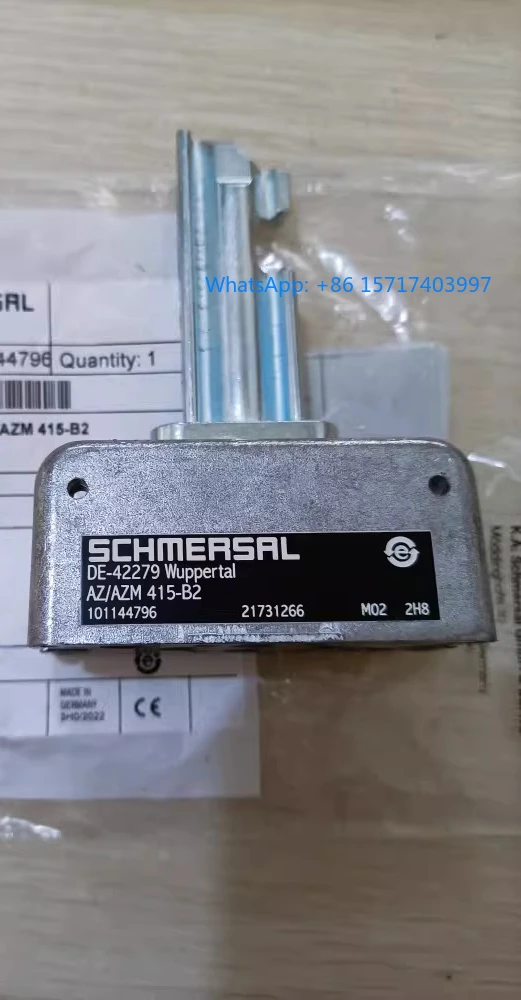 WhatsApp: +86 15717403997
44796 Quantity: 1
AZM 415-B2
SCHMERSAL
DE-42279 Wuppertal
AZ/AZM 415-B2
101144796 21731266 M02 2H8
MADE IN
GERMANY
CE